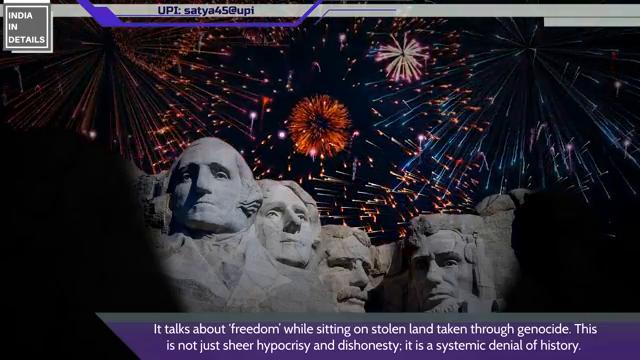 UPI: satya45@upi
INDIA
IN
DETAILS
It talks about 'freedom' while sitting on stolen land taken through genocide. This
is not just sheer hypocrisy and dishonesty; it is a systemic denial of history.